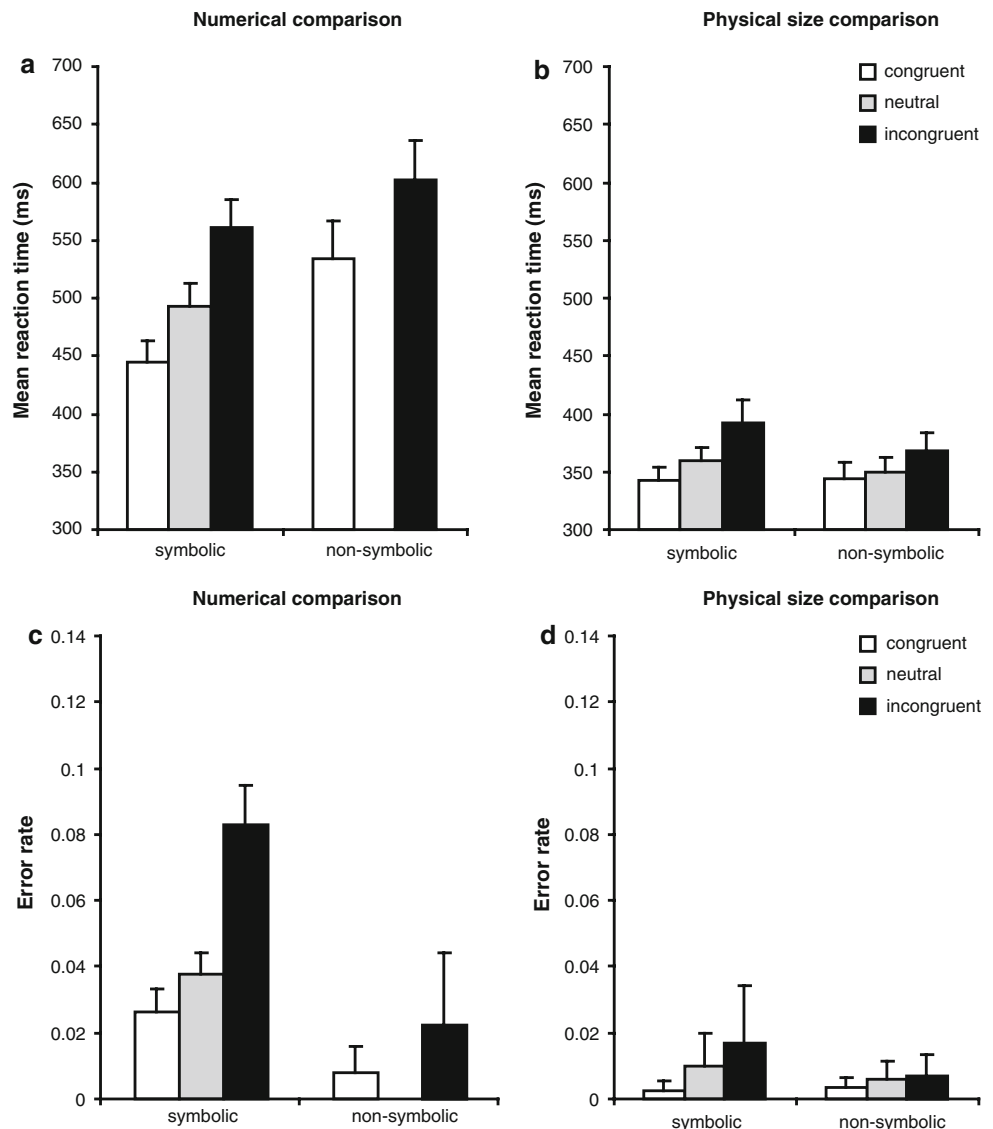 Numerical comparison
Physical size comparison
a
700
650
600
550
500
450
400
350
300
Mean reaction time (ms)
symbolic
non-symbolic
b
700
650
600
550
500
450
400
350
300
Mean reaction time (ms)
congruent
neutral
incongruent
symbolic
non-symbolic
Numerical comparison
Physical size comparison
c
0.14
0.12
0.1
0.08
0.06
0.04
0.02
0
Error rate
symbolic
non-symbolic
d
0.14
0.12
0.1
0.08
0.06
0.04
0.02
0
Error rate
congruent
neutral
incongruent
symbolic
non-symbolic